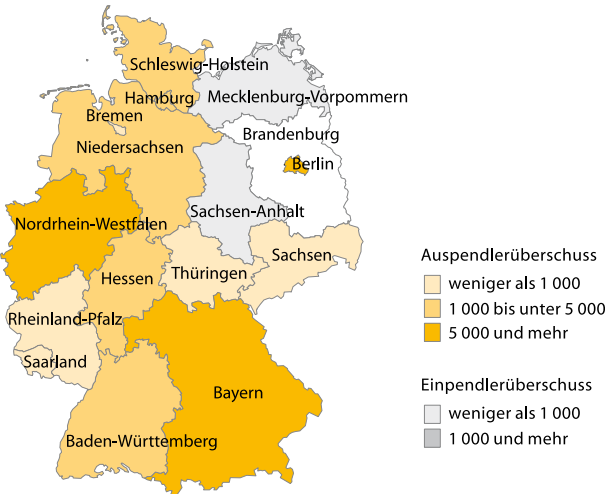 Schleswig-Holstein
Hamburg
Mecklenburg-Vorpommern
Bremen
Brandenburg
Niedersachsen
Berlin
Sachsen-Anhalt
Nordrhein-Westfalen
Sachsen
Hessen
Thüringen
Rheinland-Pfalz
Saarland
Bayern
Baden-Württemberg
Auspendlerüberschuss
weniger als 1 000
1 000 bis unter 5 000
5 000 und mehr
Einpendlerüberschuss
weniger als 1 000
1 000 und mehr